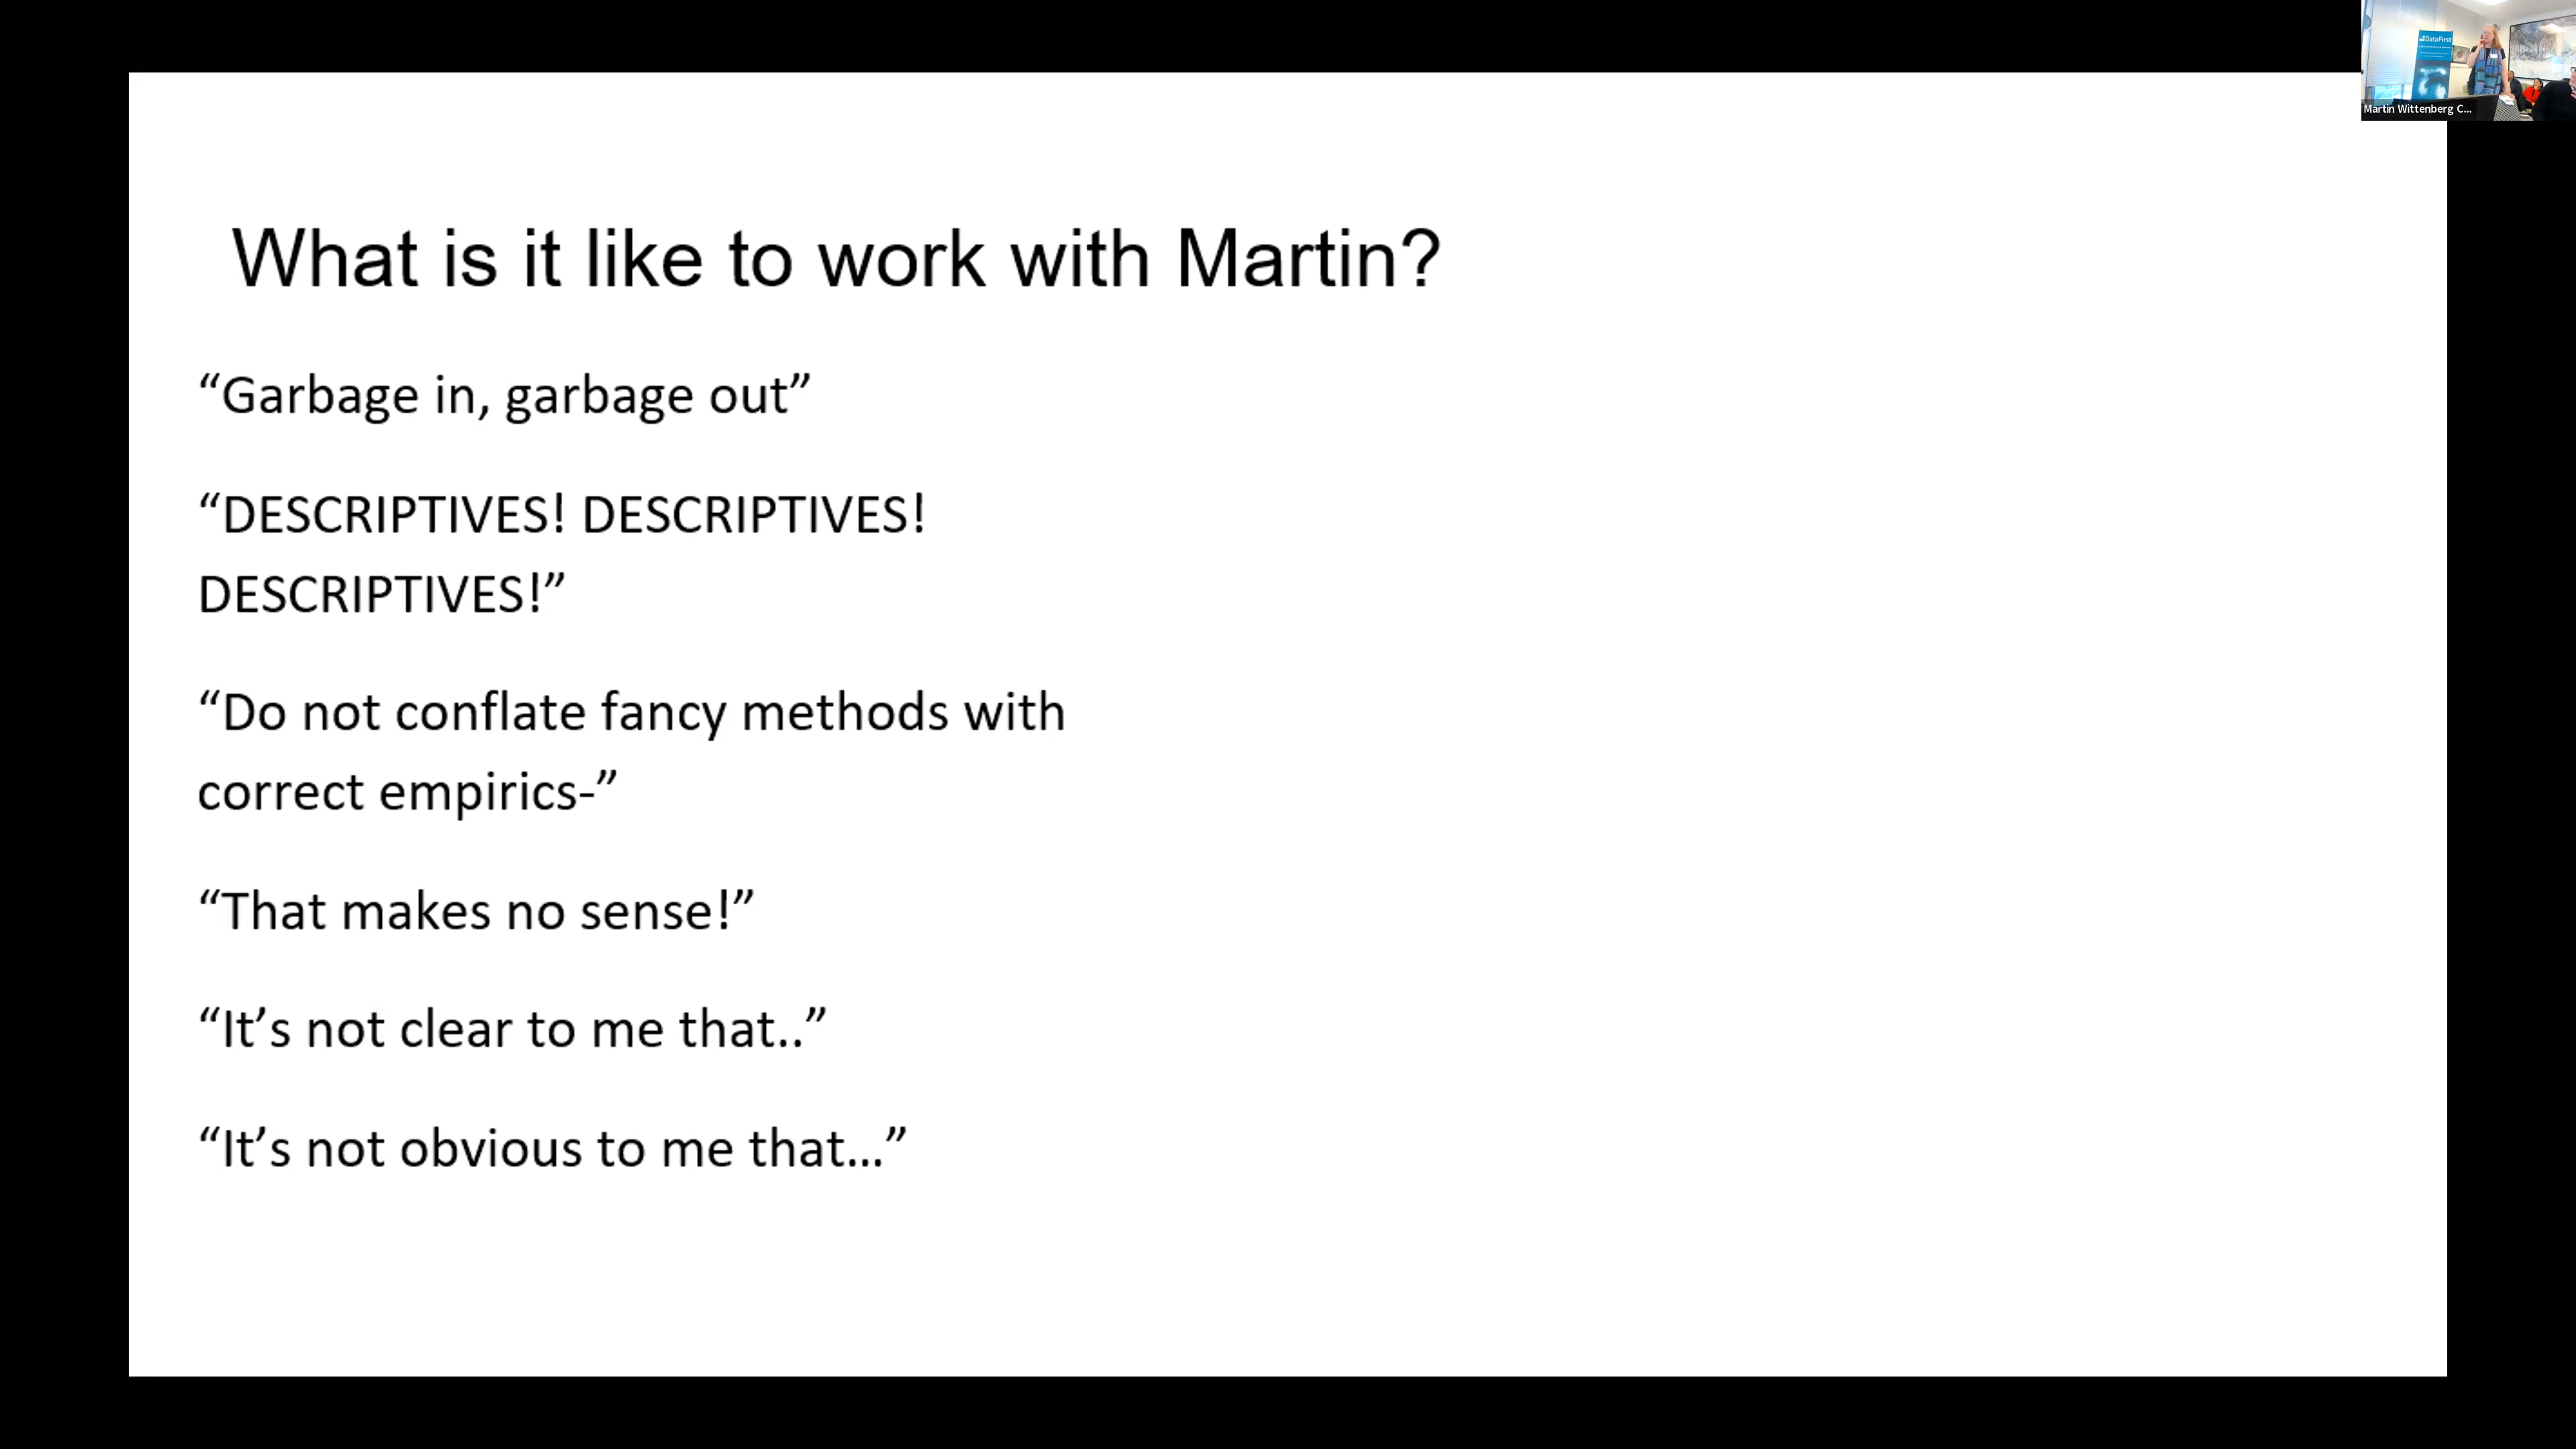 What is it like to work with Martin?
“Garbage in, garbage out”
“DESCRIPTIVES! DESCRIPTIVES!
DESCRIPTIVES!”
“Do not conflate fancy methods with
correct empirics-”
“That makes no sense!”
“It’s not clear to me that..”
“It’s not obvious to me that...”
DataFirst
Martin Wittenberg C...